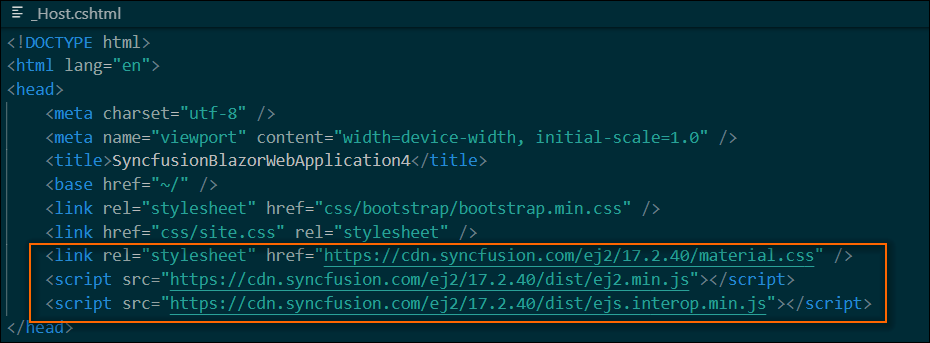 _Host.cshtml
<!DOCTYPE html>
<html lang="en">
<head>
<meta charset="utf-8" />
<meta name="viewport" content="width=device-width, initial-scale=1.0" />
<title>SyncfusionBlazorWebApplication4</title>
<base href="~/" />
<link rel="stylesheet" href="css/bootstrap/bootstrap.min.css" />
<link href="css/site.css" rel="stylesheet" />
<link rel="stylesheet" href="https://cdn.syncfusion.com/ej2/17.2.40/material.css" />
<script src="https://cdn.syncfusion.com/ej2/17.2.40/dist/ej2.min.js"></script>
<script src="https://cdn.syncfusion.com/ej2/17.2.40/dist/ejs.interop.min.js"></script>
</head>